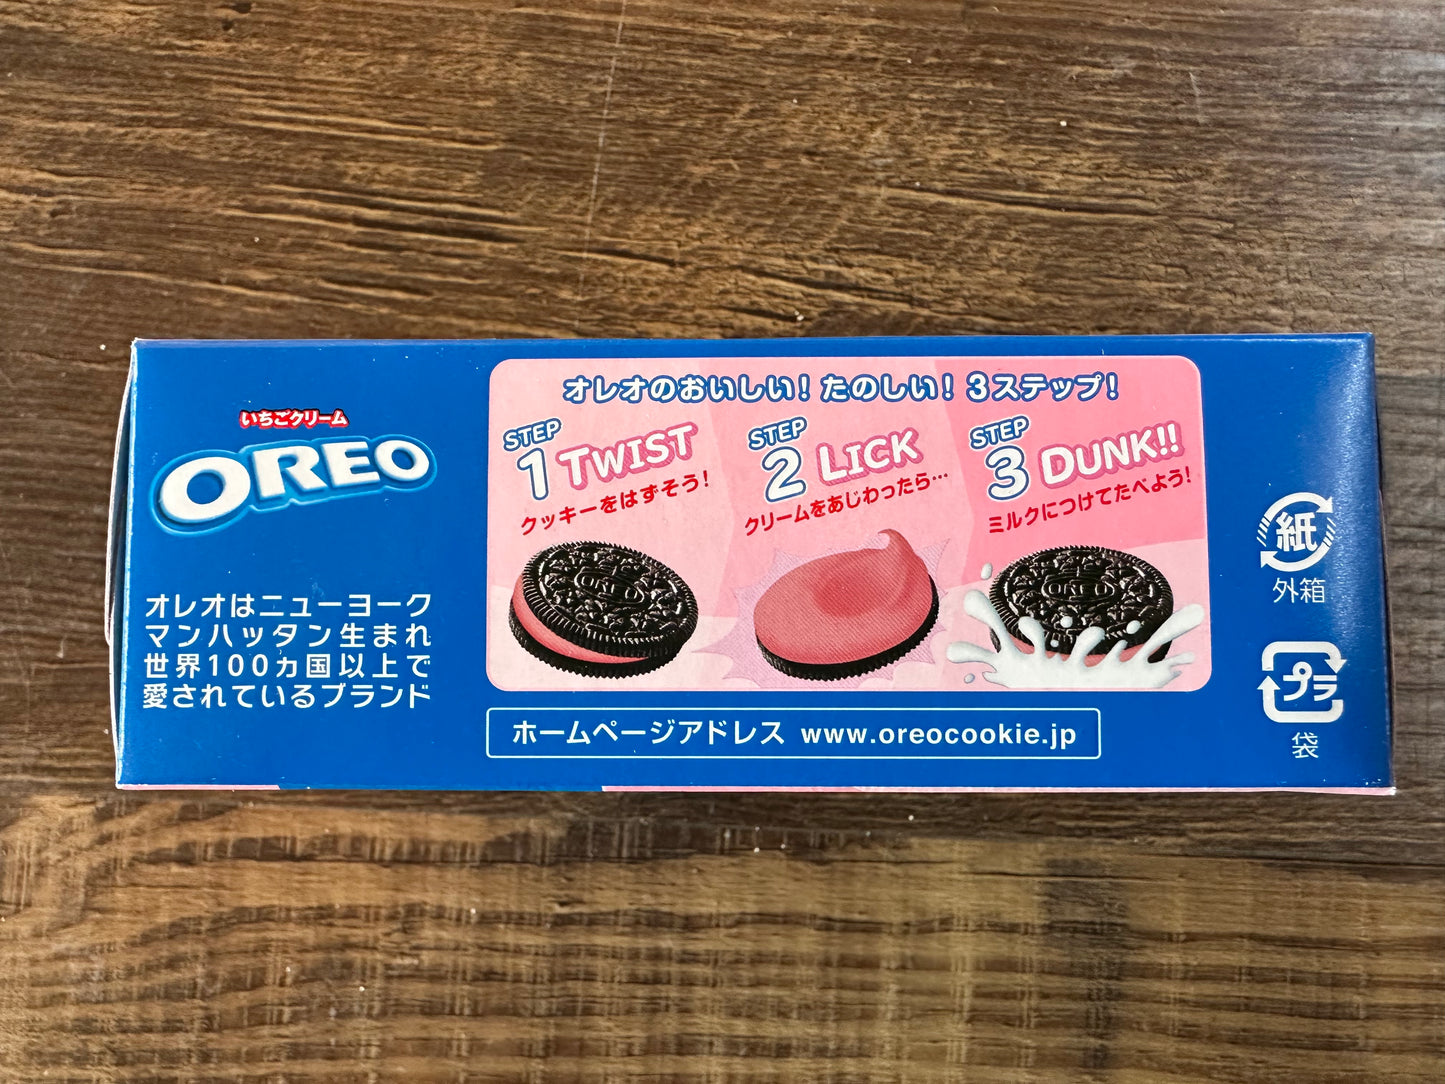 いちごクリーム
OREO
オレオはニューヨーク
マンハッタン生まれ
世界100ヵ国以上で
愛されているブランド
オレオのおいしい！たのしい！3ステップ！
STEP
1 TWIST
クッキーをはずそう！
OREO
STEP
2 LICK
クリームをあじわったら…
STEP
3 DUNK!!
ミルクにつけてたべよう！
OREO
ホームページアドレス www.oreocookie.jp
紙
外箱
プラ
袋